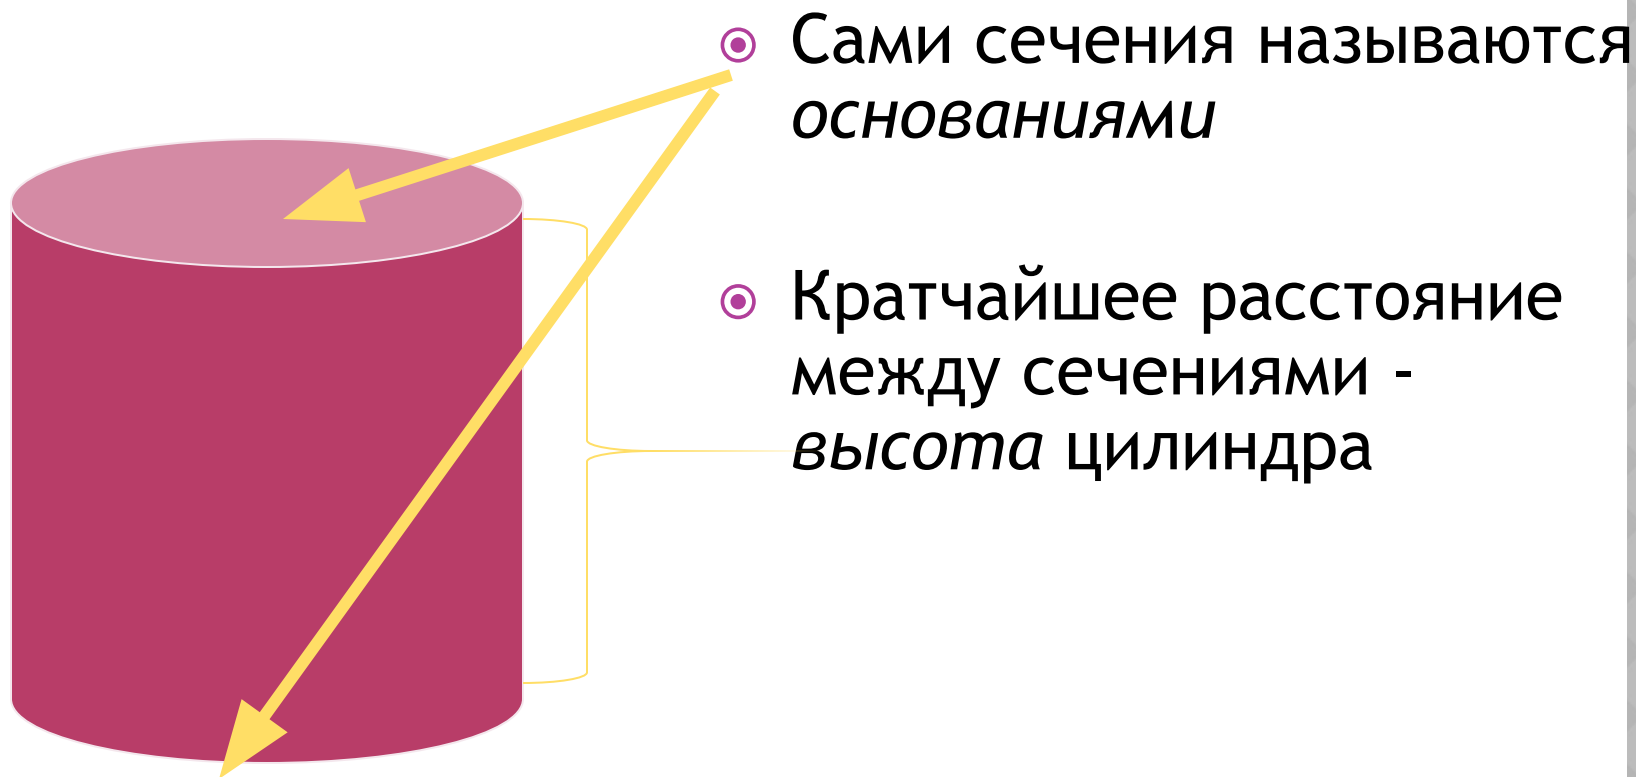 Сами сечения называются
основаниями
Кратчайшее расстояние
между сечениями -
высота цилиндра